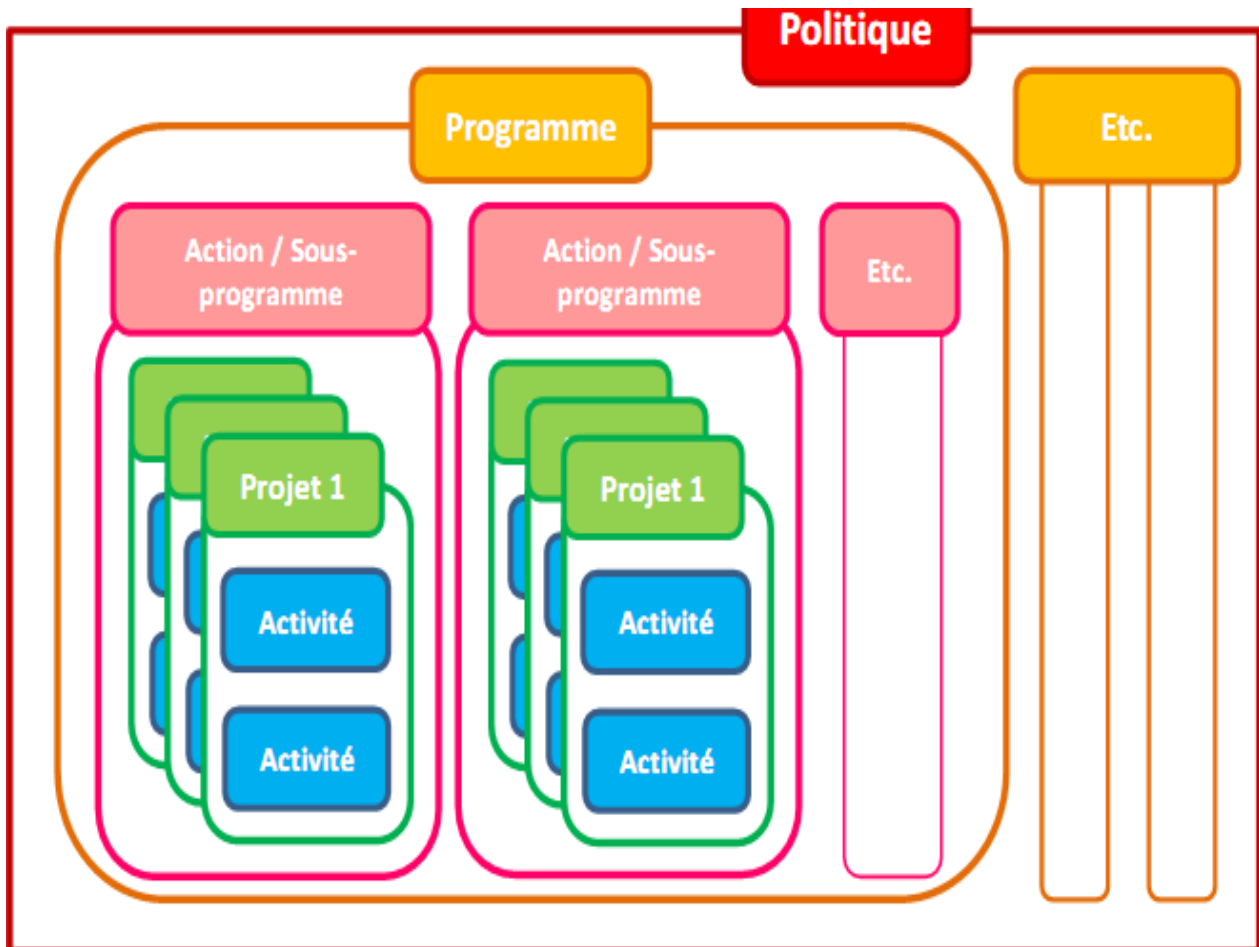 Politique
Programme
Etc.
Action / Sous-
programme
Action / Sous-
programme
Etc.
Projet 1
Projet 1
Activité
Activité
Activité
Activité